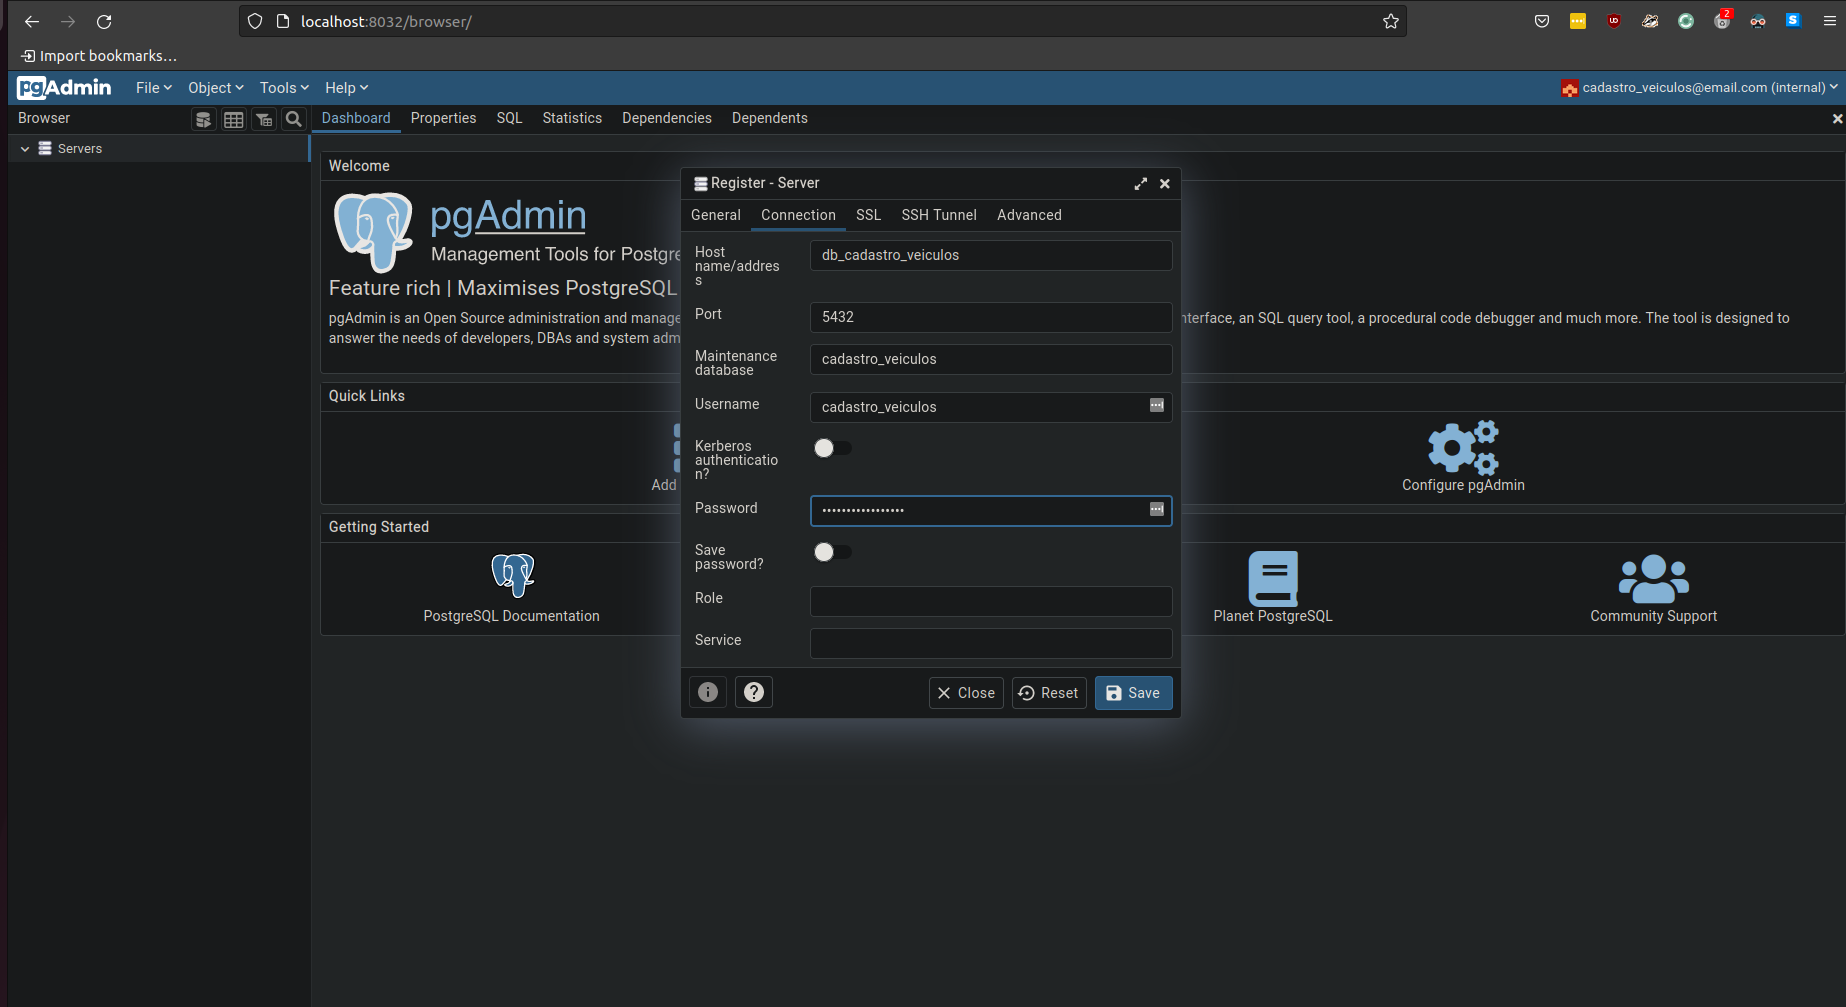 localhost:8032/browser/
2
Import bookmarks…
pgAdmin
File
Object
Tools
Help
cadastro_veiculos@email.com (internal)
Browser
Dashboard
Properties
SQL
Statistics
Dependencies
Dependents
Servers
Welcome
pgAdmin
Management Tools for Postgre
Feature rich | Maximises PostgreSQL
pgAdmin is an Open Source administration and manage
nterface, an SQL query tool, a procedural code debugger and much more. The tool is designed to
answer the needs of developers, DBAs and system adm
Quick Links
Add
Configure pgAdmin
Getting Started
PostgreSQL Documentation
Planet PostgreSQL
Community Support
Register - Server
General
Connection
SSL
SSH Tunnel
Advanced
Host
name/addres
s
db_cadastro_veiculos
Port
5432
Maintenance
database
cadastro_veiculos
Username
cadastro_veiculos
Kerberos
authenticatio
n?
Password
•••••••••••••••••
Save
password?
Role
Service
Close
Reset
Save